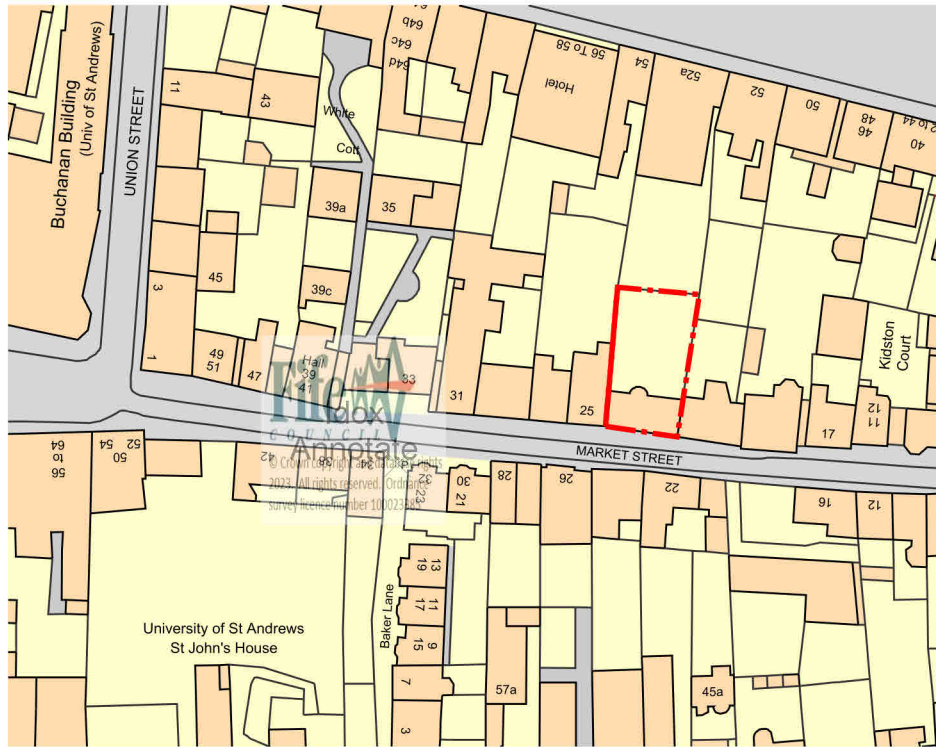 Buchanan Building
(Univ of St Andrews)
UNION STREET
11
43
White
Cott
64b
64c
64d
Hotel
56 To 58
54
52a
52
50
48
46
40
39a
35
39c
45
3
1
49
51
47
Hall
39
41
33
31
25
17
12
11
Kidston
Court
MARKET STREET
Fife
COUNCIL
Idox
Annotate
© Crown copyright and database rights
2023. All rights reserved. Ordnance
survey licence number 100023385
64
to
56
54
50
52
42
34
32
23
30
21
28
26
22
16
12
13
19
11
17
9
15
7
3
Baker Lane
University of St Andrews
St John's House
57a
45a